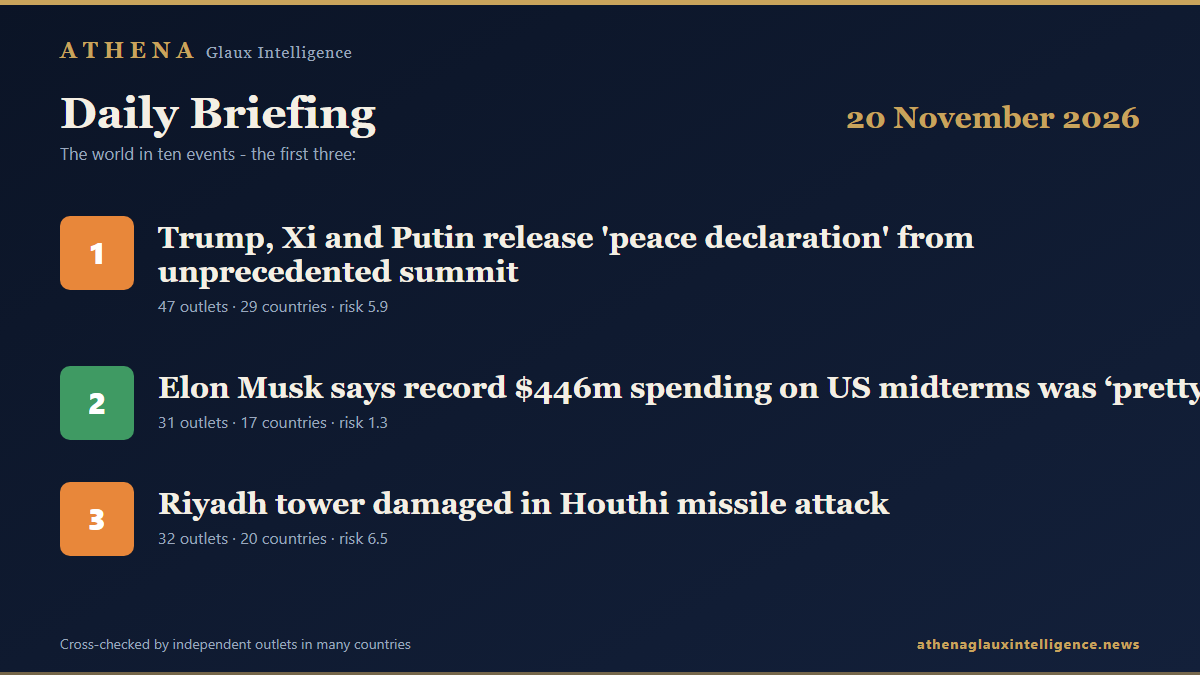 ATHENA Glaux Intelligence
Daily Briefing
20 November 2026
The world in ten events - the first three:
1
Trump, Xi and Putin release 'peace declaration' from
unprecedented summit
47 outlets · 29 countries · risk 5.9
2
Elon Musk says record $446m spending on US midterms was ‘pretty
31 outlets · 17 countries · risk 1.3
3
Riyadh tower damaged in Houthi missile attack
32 outlets · 20 countries · risk 6.5
Cross-checked by independent outlets in many countries
athenaglauxintelligence.news